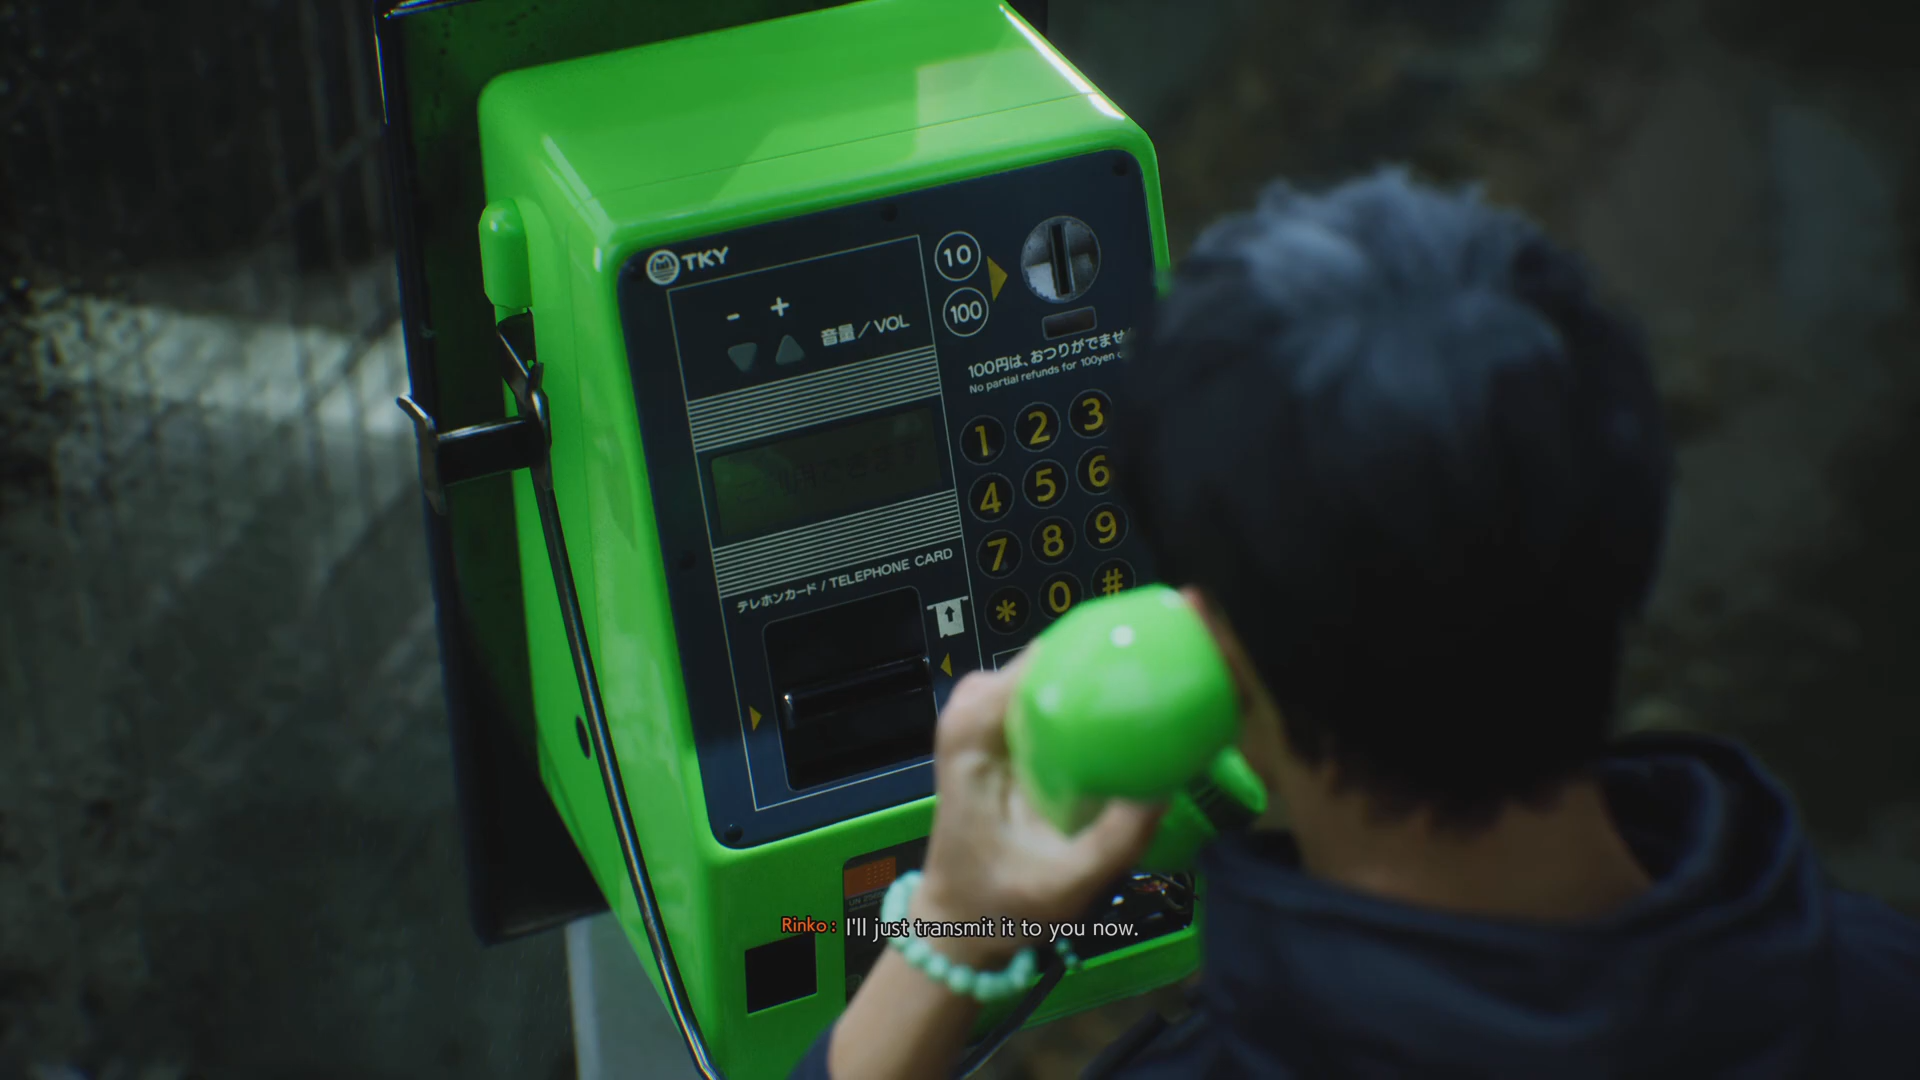 TKY
- +
音量/VOL
10
100
100円は、おつりがでませ
No partial refunds for 100yen
1 2 3
4 5 6
7 8 9
* 0 #
テレホンカード / TELEPHONE CARD
Rinko: I'll just transmit it to you now.